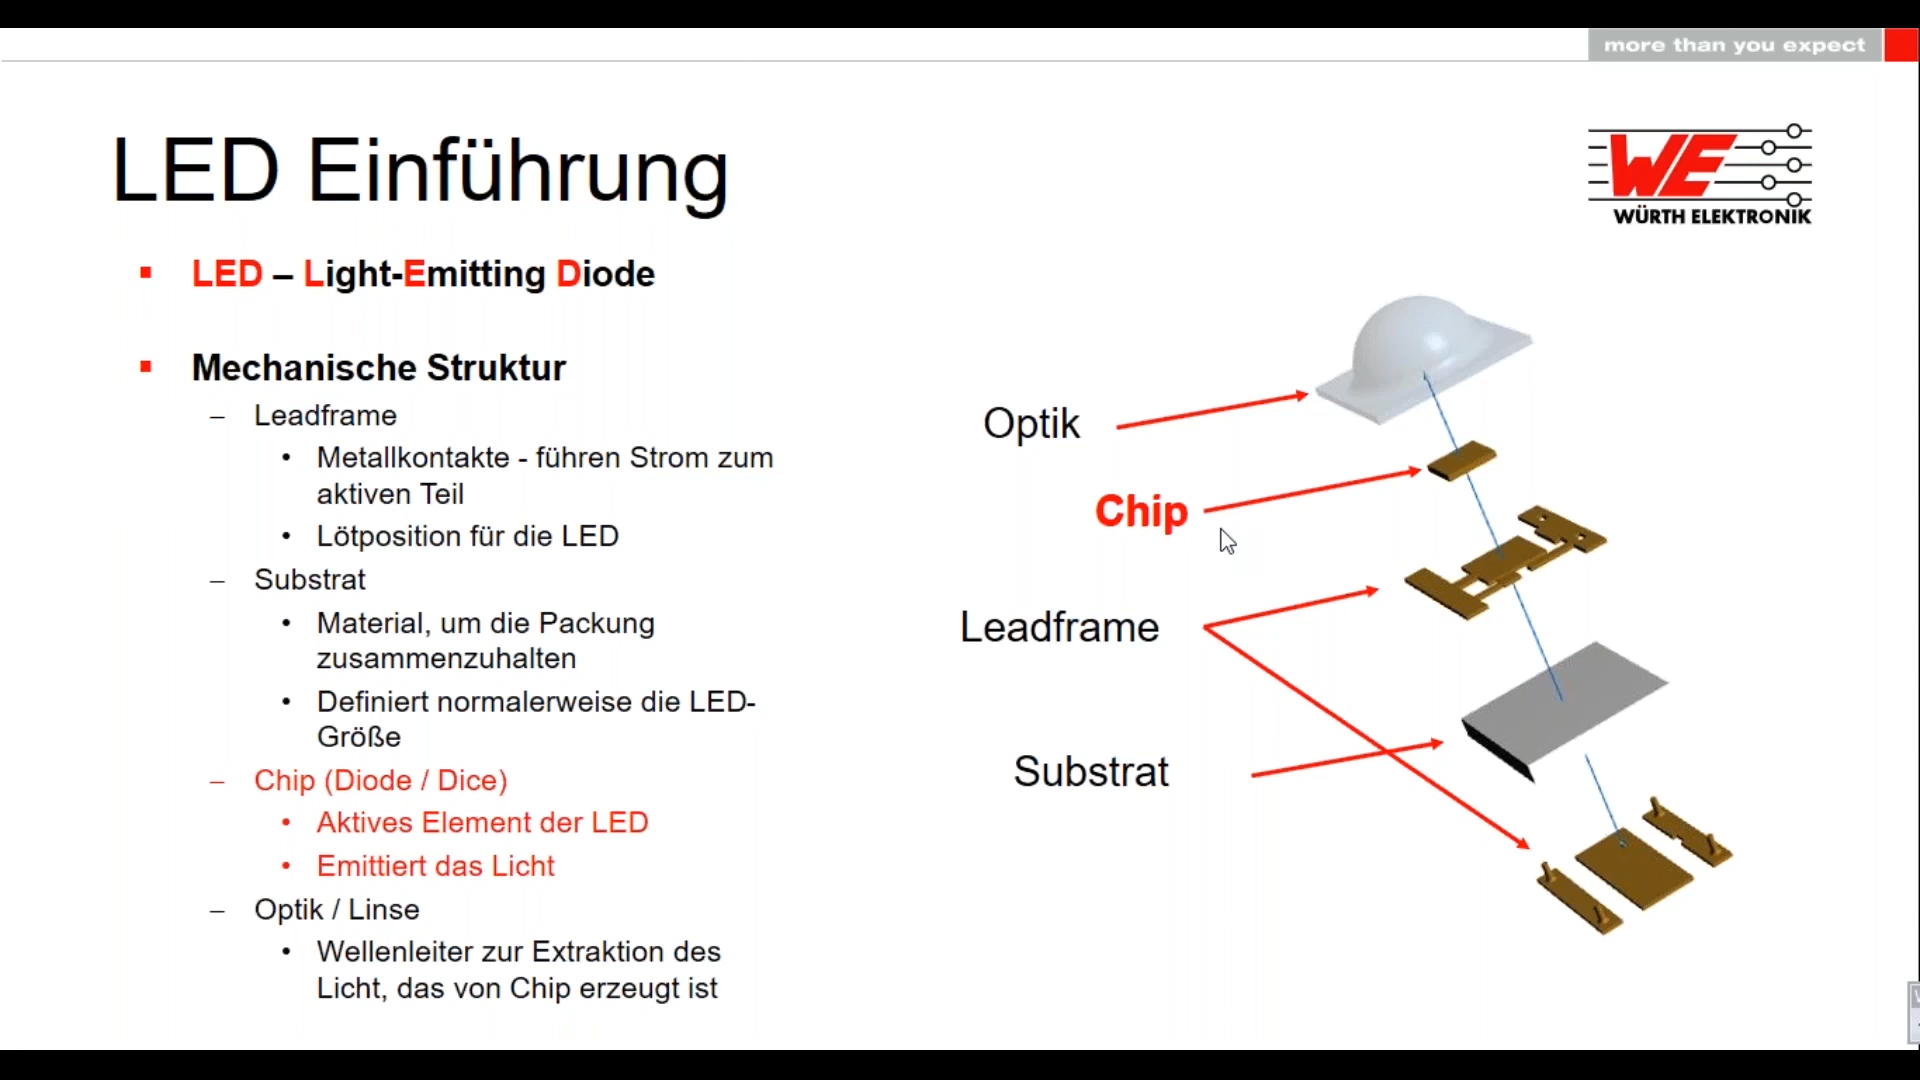 more than you expect
LED Einführung
WE
WÜRTH ELEKTRONIK
LED – Light-Emitting Diode
Mechanische Struktur
– Leadframe
• Metallkontakte - führen Strom zum
aktiven Teil
• Lötposition für die LED
– Substrat
• Material, um die Packung
zusammenzuhalten
• Definiert normalerweise die LED-
Größe
– Chip (Diode / Dice)
• Aktives Element der LED
• Emittiert das Licht
– Optik / Linse
• Wellenleiter zur Extraktion des
Licht, das von Chip erzeugt ist
Optik
Chip
Leadframe
Substrat